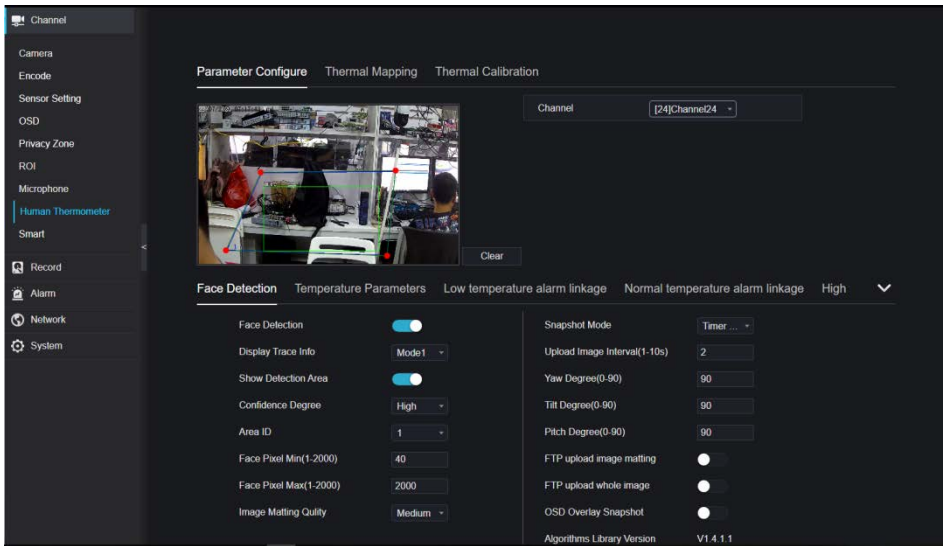 Channel
Camera
Encode
Sensor Setting
OSD
Privacy Zone
ROI
Microphone
Human Thermometer
Smart
<
Record
Alarm
Network
System
Parameter Configure Thermal Mapping Thermal Calibration
Channel [24]Channel24
Clear
Face Detection Temperature Parameters Low temperature alarm linkage Normal temperature alarm linkage High
Face Detection
Display Trace Info Mode1
Show Detection Area
Confidence Degree High
Area ID 1
Face Pixel Min(1-2000) 40
Face Pixel Max(1-2000) 2000
Image Matting Qulity Medium
Snapshot Mode Timer ...
Upload Image Interval(1-10s) 2
Yaw Degree(0-90) 90
Tilt Degree(0-90) 90
Pitch Degree(0-90) 90
FTP upload image matting
FTP upload whole image
OSD Overlay Snapshot
Algorithms Library Version V1.4.1.1